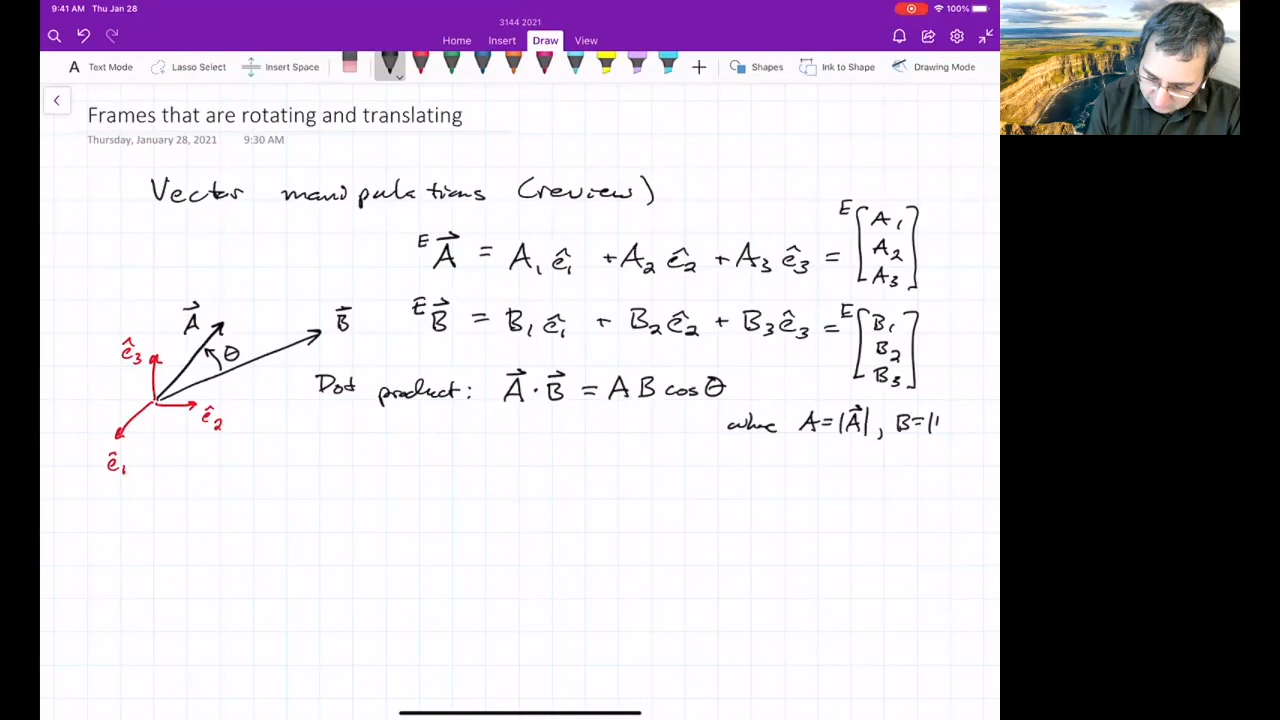 9:41 AM Thu Jan 28
100%
3144 2021
Home Insert Draw View
Text Mode Lasso Select Insert Space Shapes Ink to Shape Drawing Mode
Frames that are rotating and translating
Thursday, January 28, 2021 9:30 AM
Vector manipulations (review)
ᴱA⃗ = A₁ ê₁ + A₂ ê₂ + A₃ ê₃ = ᴱ[A₁ A₂ A₃]
ᴱB⃗ = B₁ ê₁ + B₂ ê₂ + B₃ ê₃ = ᴱ[B₁ B₂ B₃]
A⃗ B⃗
θ
ê₃
ê₂
ê₁
Dot product: A⃗ · B⃗ = A B cos θ
where A = |A⃗|, B = |